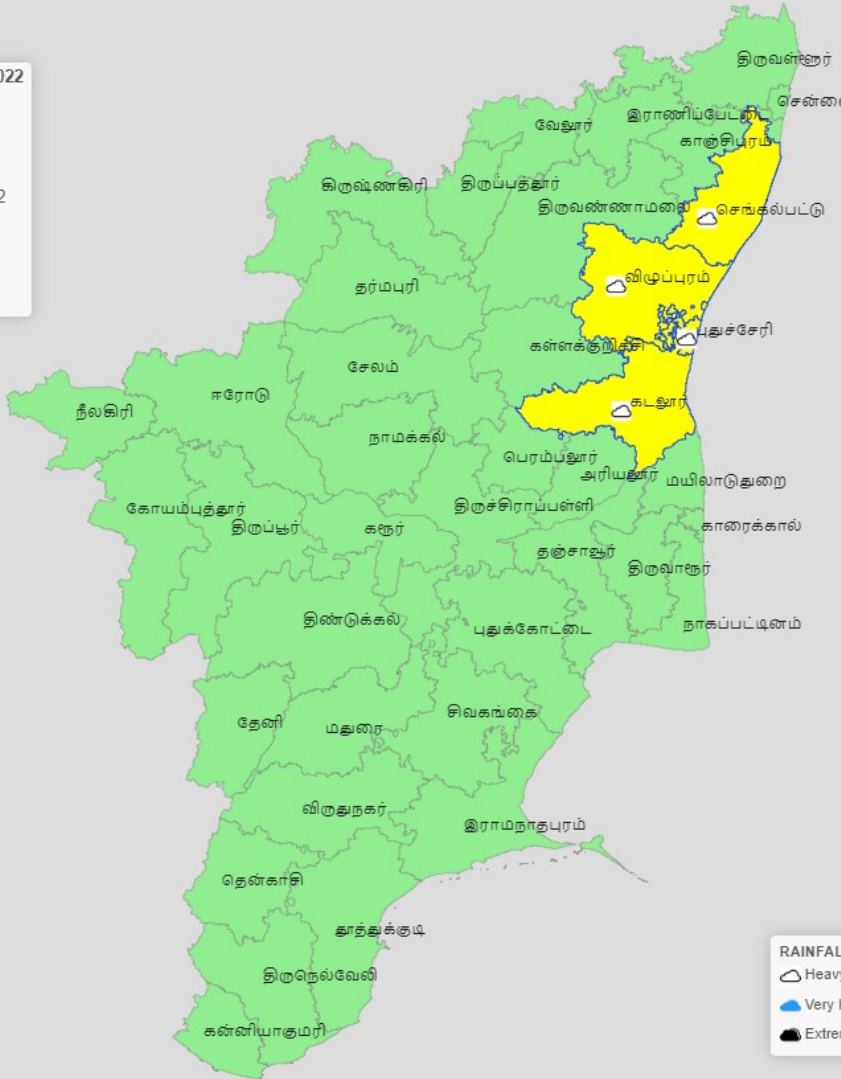 022
2
திருவள்ளூர்
சென்னை
இராணிப்பேட்டை
வேலூர்
காஞ்சிபுரம்
கிருஷ்ணகிரி
திருப்பத்தூர்
திருவண்ணாமலை
செங்கல்பட்டு
தர்மபுரி
விழுப்புரம்
புதுச்சேரி
கள்ளக்குறிச்சி
சேலம்
ஈரோடு
நீலகிரி
கடலூர்
நாமக்கல்
பெரம்பலூர்
அரியலூர்
மயிலாடுதுறை
கோயம்புத்தூர்
திருப்பூர்
கரூர்
திருச்சிராப்பள்ளி
காரைக்கால்
தஞ்சாவூர்
திருவாரூர்
திண்டுக்கல்
புதுக்கோட்டை
நாகப்பட்டினம்
தேனி
மதுரை
சிவகங்கை
விருதுநகர்
இராமநாதபுரம்
தென்காசி
தூத்துக்குடி
திருநெல்வேலி
கன்னியாகுமரி
RAINFAL
Heavy
Very
Extre